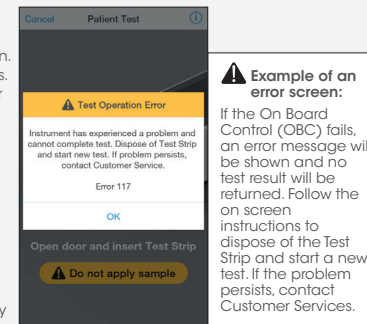 Cancel Patient Test
Test Operation Error
Instrument has experienced a problem and
cannot complete test. Dispose of Test Strip
and start new test. If problem persists,
contact Customer Service.
Error 117
OK
Open door and insert Test Strip
Do not apply sample
Example of an
error screen:
If the On Board
Control (OBC) fails,
an error message
be shown and no
test result will be
returned. Follow the
on screen
instructions to
dispose of the Test
Strip and start a new
test. If the problem
persists, contact
Customer Services.